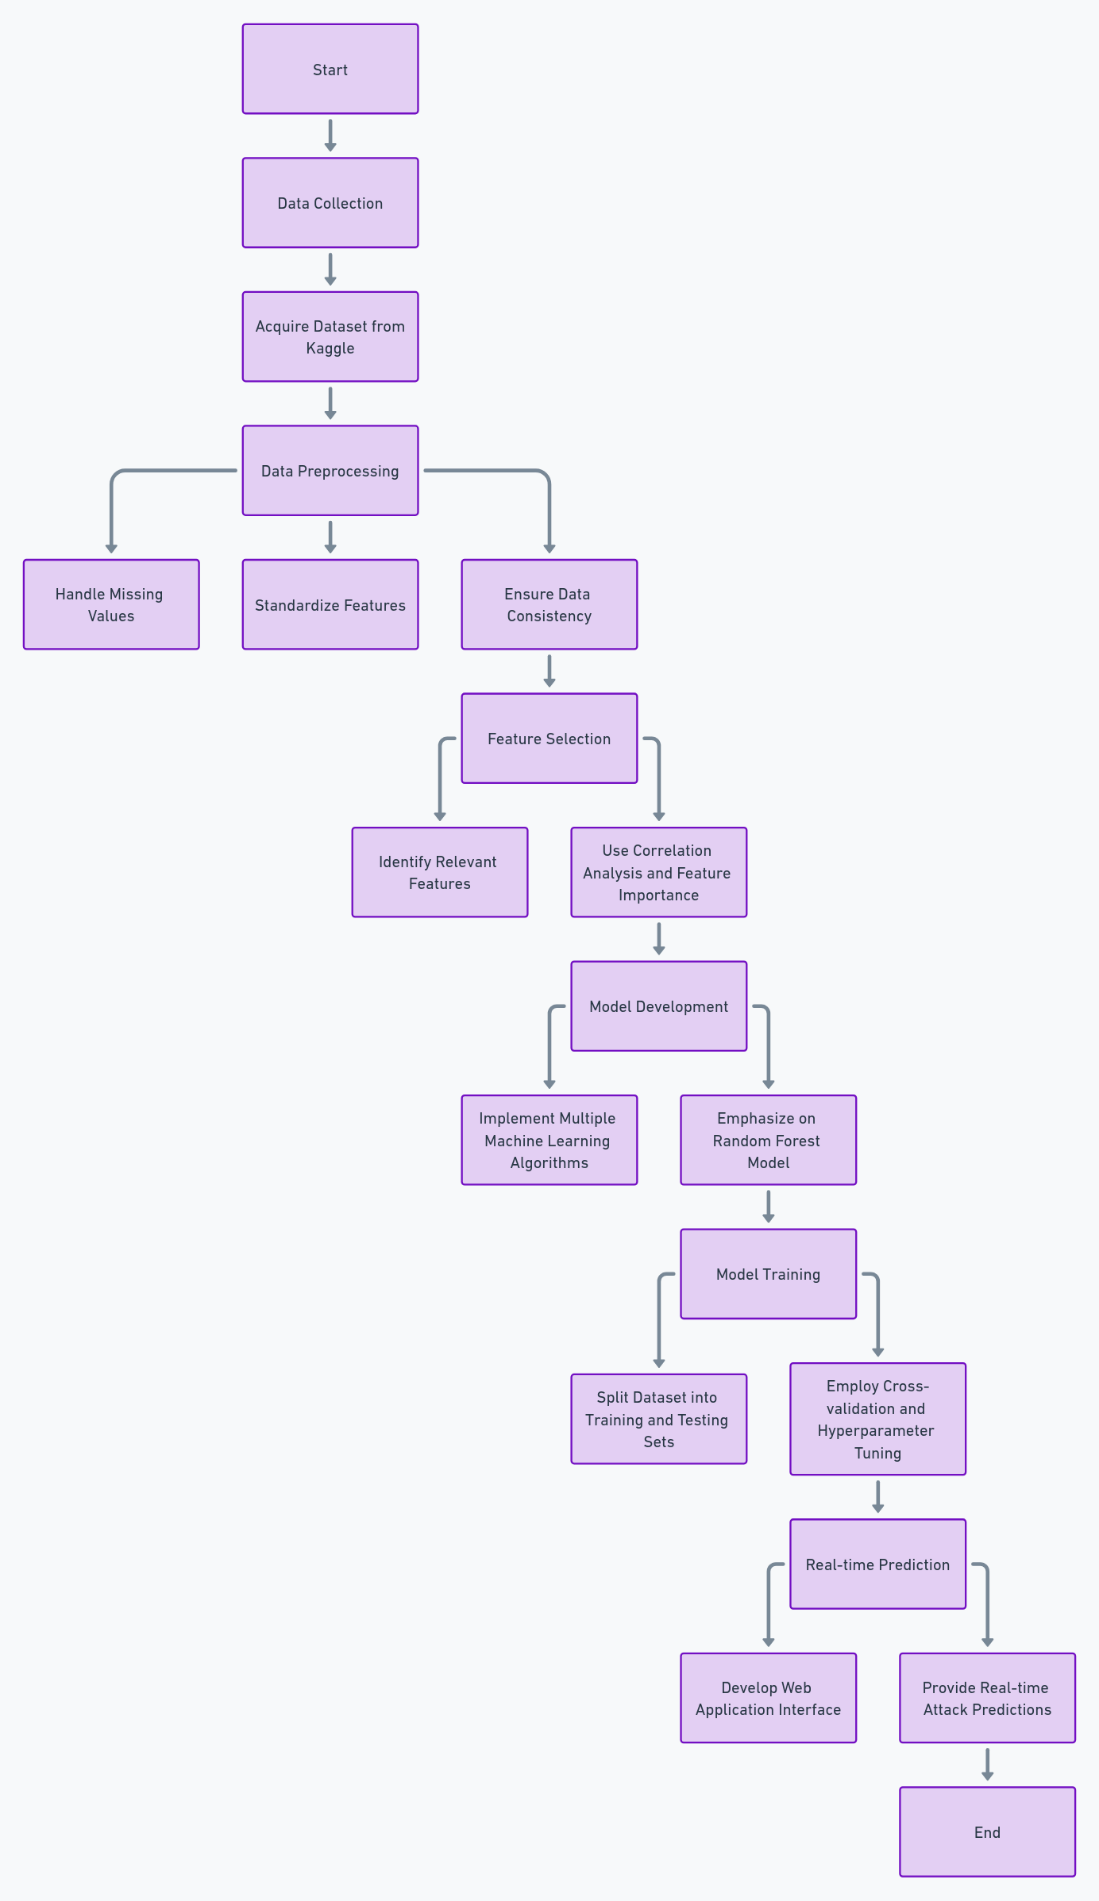 Start
Data Collection
Acquire Dataset from
Kaggle
Data Preprocessing
Handle Missing
Values
Standardize Features
Ensure Data
Consistency
Feature Selection
Identify Relevant
Features
Use Correlation
Analysis and Feature
Importance
Model Development
Implement Multiple
Machine Learning
Algorithms
Emphasize on
Random Forest
Model
Model Training
Split Dataset into
Training and Testing
Sets
Employ Cross-
validation and
Hyperparameter
Tuning
Real-time Prediction
Develop Web
Application Interface
Provide Real-time
Attack Predictions
End